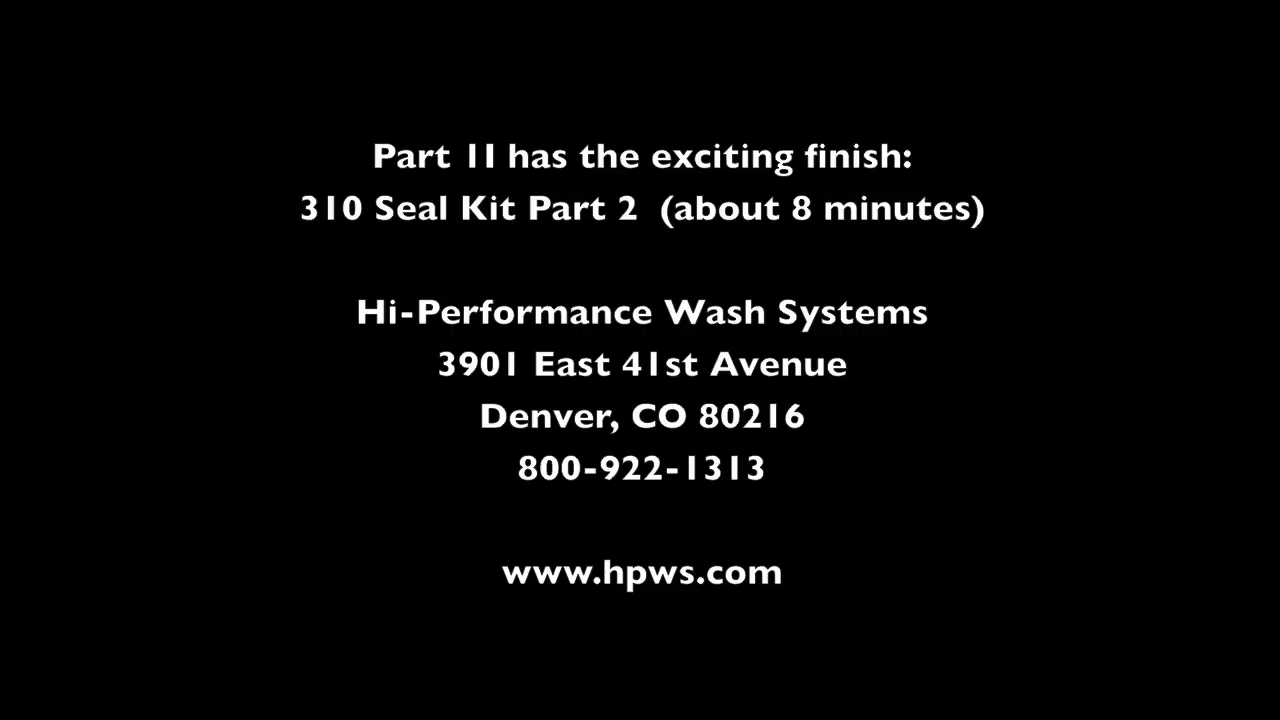 Part 1I has the exciting finish:
310 Seal Kit Part 2  (about 8 minutes)
Hi-Performance Wash Systems
3901 East 41st Avenue
Denver, CO 80216
800-922-1313
www.hpws.com